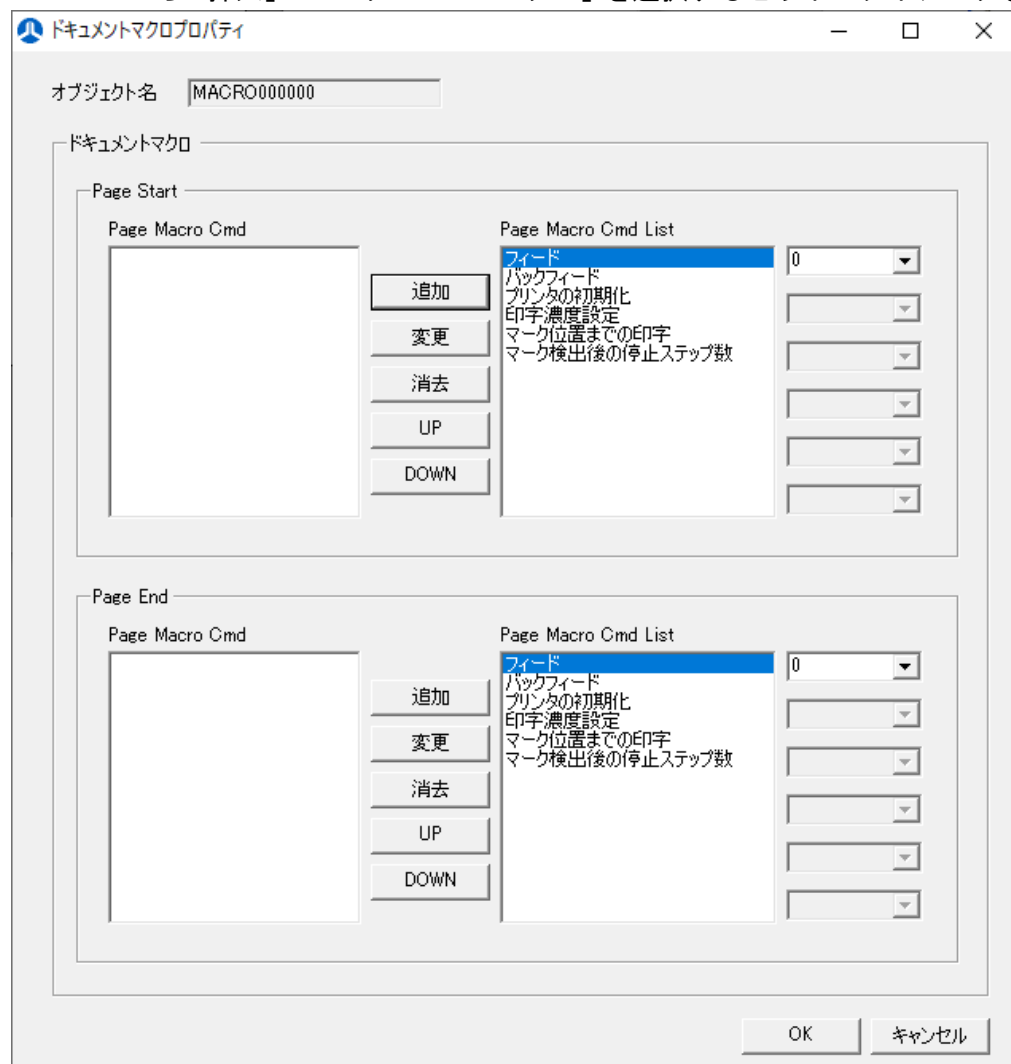 ドキュメントマクロプロパティ
オブジェクト名 MACRO000000
ドキュメントマクロ
Page Start
Page Macro Cmd
追加
変更
消去
UP
DOWN
Page Macro Cmd List
フィード
バックフィード
プリンタの初期化
印字濃度設定
マーク位置までの印字
マーク検出後の停止ステップ数
0
Page End
Page Macro Cmd
追加
変更
消去
UP
DOWN
Page Macro Cmd List
フィード
バックフィード
プリンタの初期化
印字濃度設定
マーク位置までの印字
マーク検出後の停止ステップ数
0
OK キャンセル